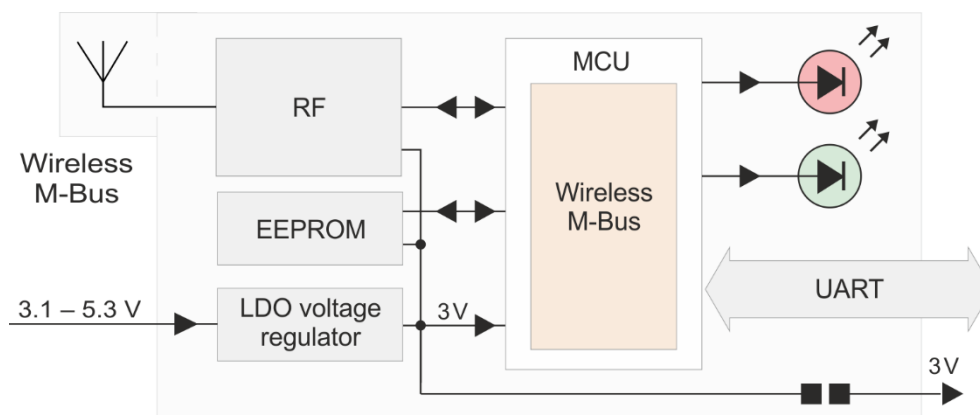 MCU
RF
Wireless
M-Bus
Wireless
M-Bus
EEPROM
UART
3.1 – 5.3 V
LDO voltage
regulator
3V
3V